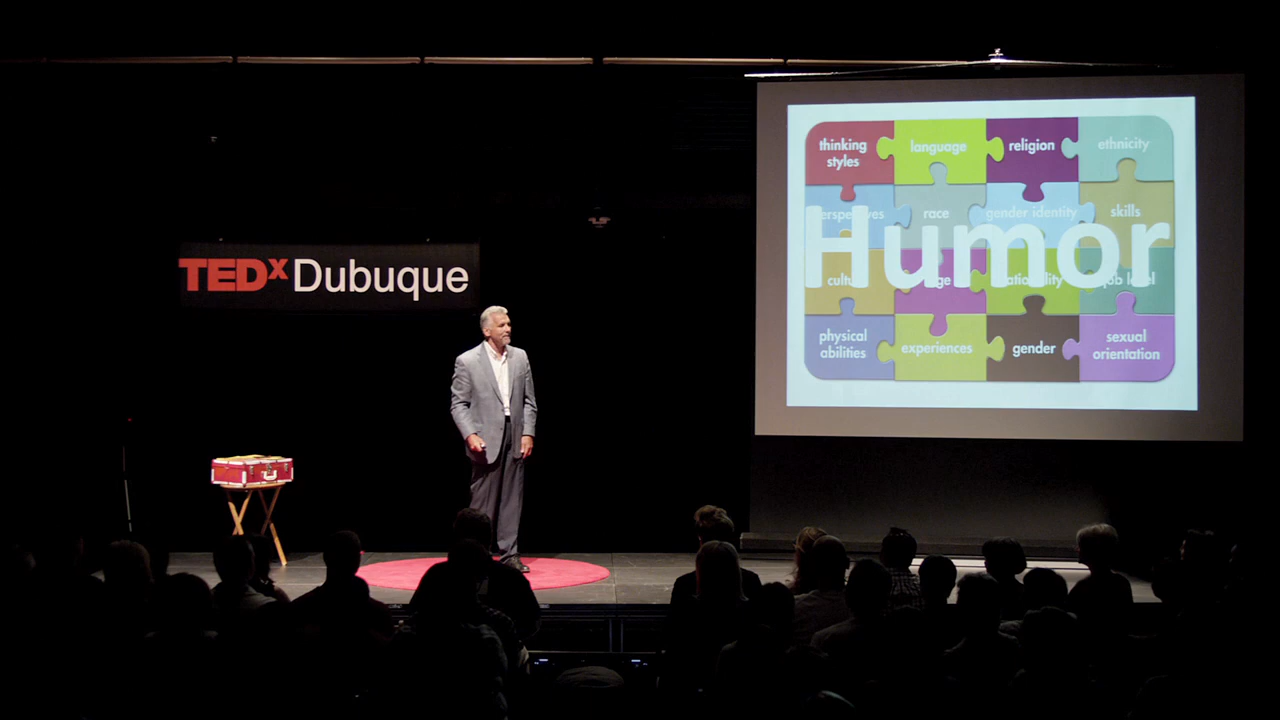 TEDx Dubuque
thinking styles
language
religion
ethnicity
race
gender identity
skills
Humor
physical abilities
experiences
gender
sexual orientation